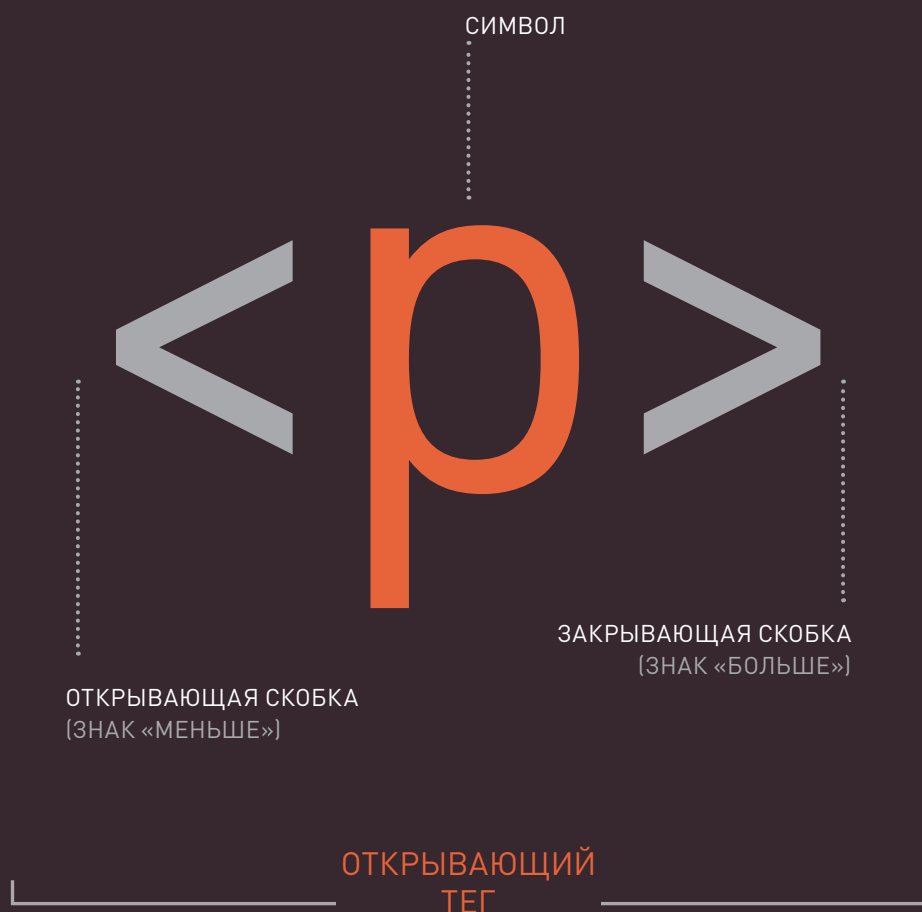 СИМВОЛ
<p>
ЗАКРЫВАЮЩАЯ СКОБКА
(ЗНАК «БОЛЬШЕ»)
ОТКРЫВАЮЩАЯ СКОБКА
(ЗНАК «МЕНЬШЕ»)
ОТКРЫВАЮЩИЙ
ТЕГ